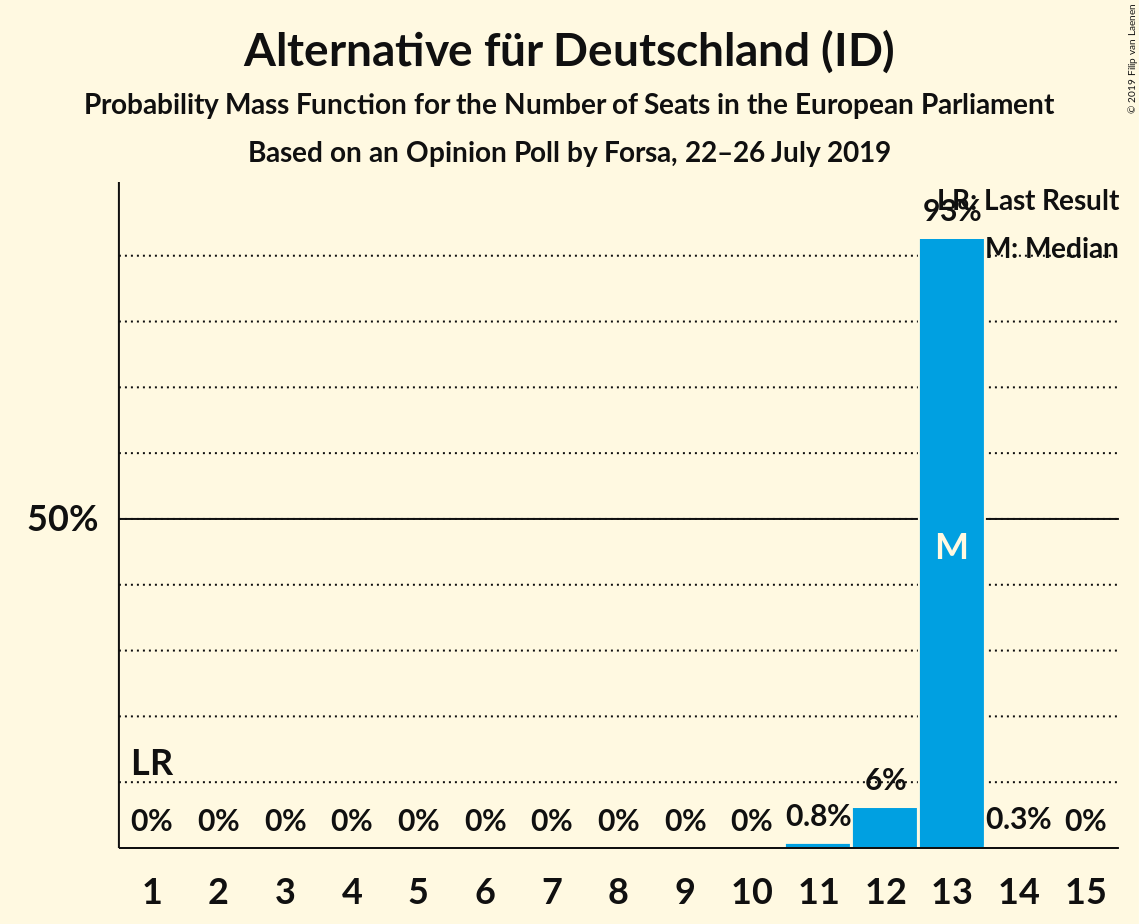 Alternative für Deutschland (ID)
Probability Mass Function for the Number of Seats in the European Parliament
Based on an Opinion Poll by Forsa, 22–26 July 2019
© 2019 Filip van Laenen
LR: Last Result
M: Median
93%
50%
M
LR
6%
0% 0% 0% 0% 0% 0% 0% 0% 0% 0% 0.8% 0.3% 0%
1 2 3 4 5 6 7 8 9 10 11 12 13 14 15